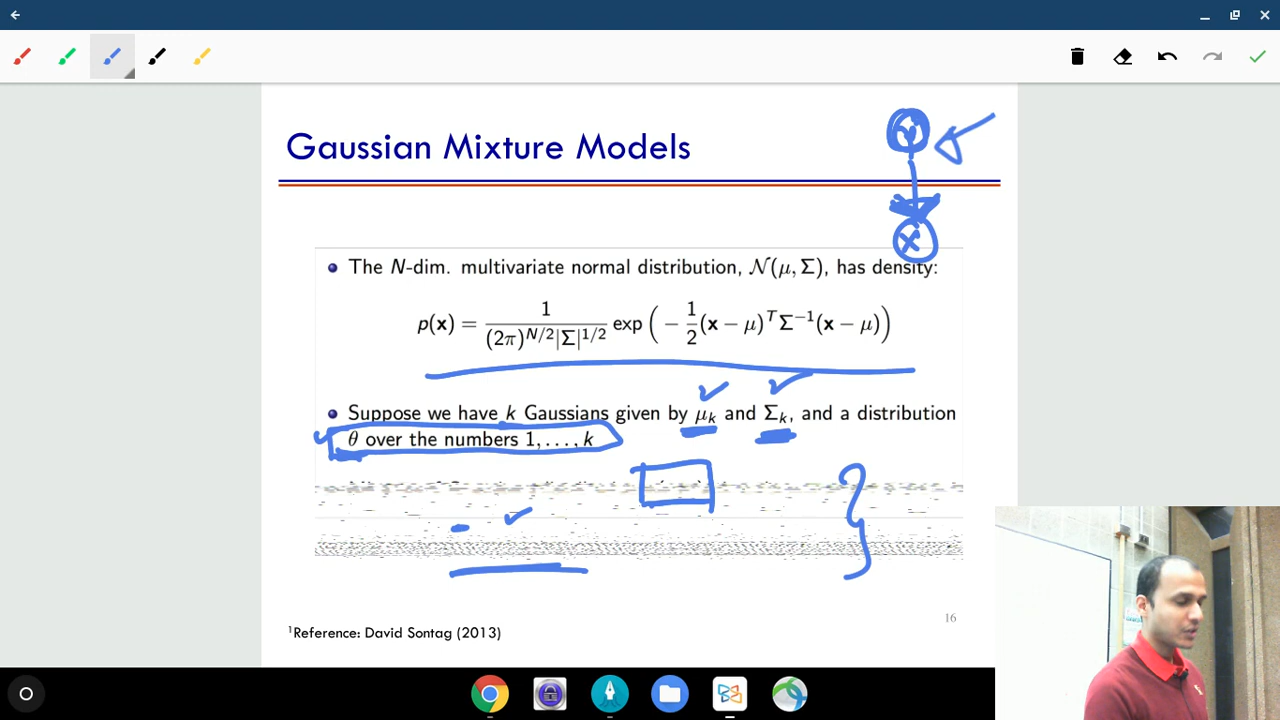 Gaussian Mixture Models
Y
X
The N-dim. multivariate normal distribution, 𝒩(μ, Σ), has density:
p(x) = 1 / (2π)^{N/2}|Σ|^{1/2} exp ( − 1/2 (x − μ)^T Σ^{−1}(x − μ) )
Suppose we have k Gaussians given by μ_k and Σ_k, and a distribution
θ over the numbers 1, . . . , k
16
1Reference: David Sontag (2013)